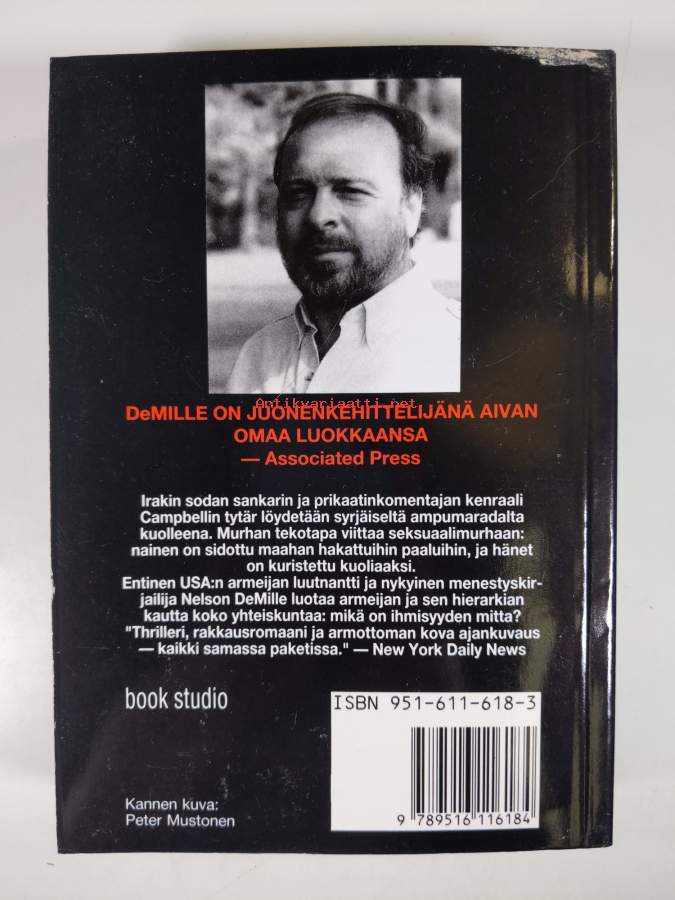 Antikvariaatti.net
DeMILLE ON JUONENKEHITTELIJÄNÄ AIVAN
OMAA LUOKKAANSA
— Associated Press
Irakin sodan sankarin ja prikaatinkomentajan kenraali
Campbellin tytär löydetään syrjäiseltä ampumaradalta
kuolleena. Murhan tekotapa viittaa seksuaalimurhaan:
nainen on sidottu maahan hakattuihin paaluihin, ja hänet
on kuristettu kuoliaaksi.
Entinen USA:n armeijan luutnantti ja nykyinen menestyskir-
jailija Nelson DeMille luotaa armeijan ja sen hierarkian
kautta koko yhteiskuntaa: mikä on ihmisyyden mitta?
"Thrilleri, rakkausromaani ja armottoman kova ajankuvaus
— kaikki samassa paketissa." — New York Daily News
book studio
ISBN 951-611-618-3
Kannen kuva:
Peter Mustonen
9 789516 116184